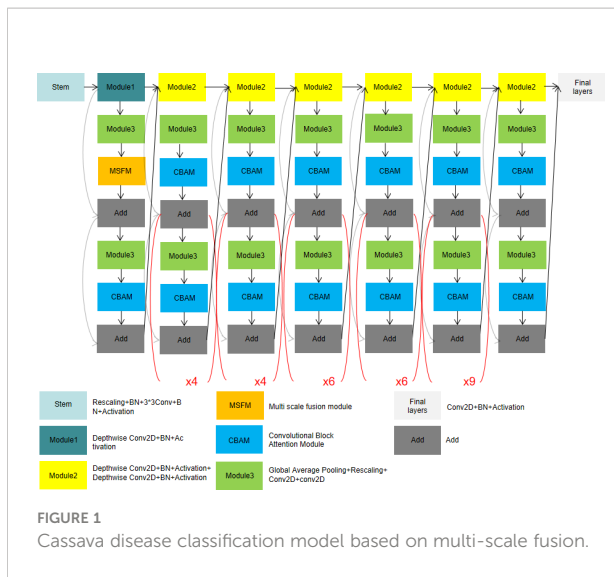 Stem Module1 Module2 Module2 Module2 Module2 Module2 Module2 Final layers
Module3 Module3 Module3 Module3 Module3 Module3 Module3
MSFM CBAM CBAM CBAM CBAM CBAM CBAM
Add Add Add Add Add Add Add
Module3 Module3 Module3 Module3 Module3 Module3 Module3
CBAM CBAM CBAM CBAM CBAM CBAM CBAM
Add Add Add Add Add Add Add
x4 x4 x6 x6 x9
Stem
Rescaling+BN+3*3Conv+B
N+Activation
MSFM
Multi scale fusion module
Final
layers
Conv2D+BN+Activation
Module1
Depthwise Conv2D+BN+Ac
tivation
CBAM
Convolutional Block
Attention Module
Add
Add
Module2
Depthwise Conv2D+BN+Activation+
Depthwise Conv2D+BN+Activation
Module3
Global Average Pooling+Rescaling+
Conv2D+conv2D
FIGURE 1
Cassava disease classification model based on multi-scale fusion.